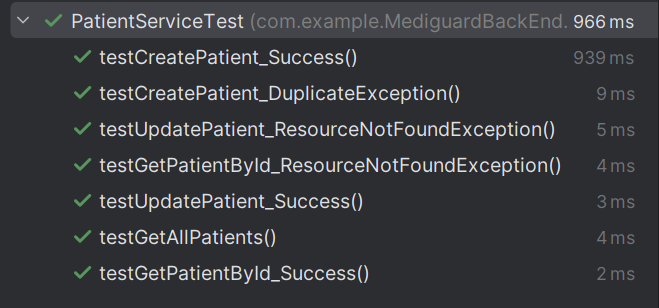 PatientServiceTest (com.example.MediguardBackEnd. 966 ms
testCreatePatient_Success() 939 ms
testCreatePatient_DuplicateException() 9 ms
testUpdatePatient_ResourceNotFoundException() 5 ms
testGetPatientById_ResourceNotFoundException() 4 ms
testUpdatePatient_Success() 3 ms
testGetAllPatients() 4 ms
testGetPatientById_Success() 2 ms